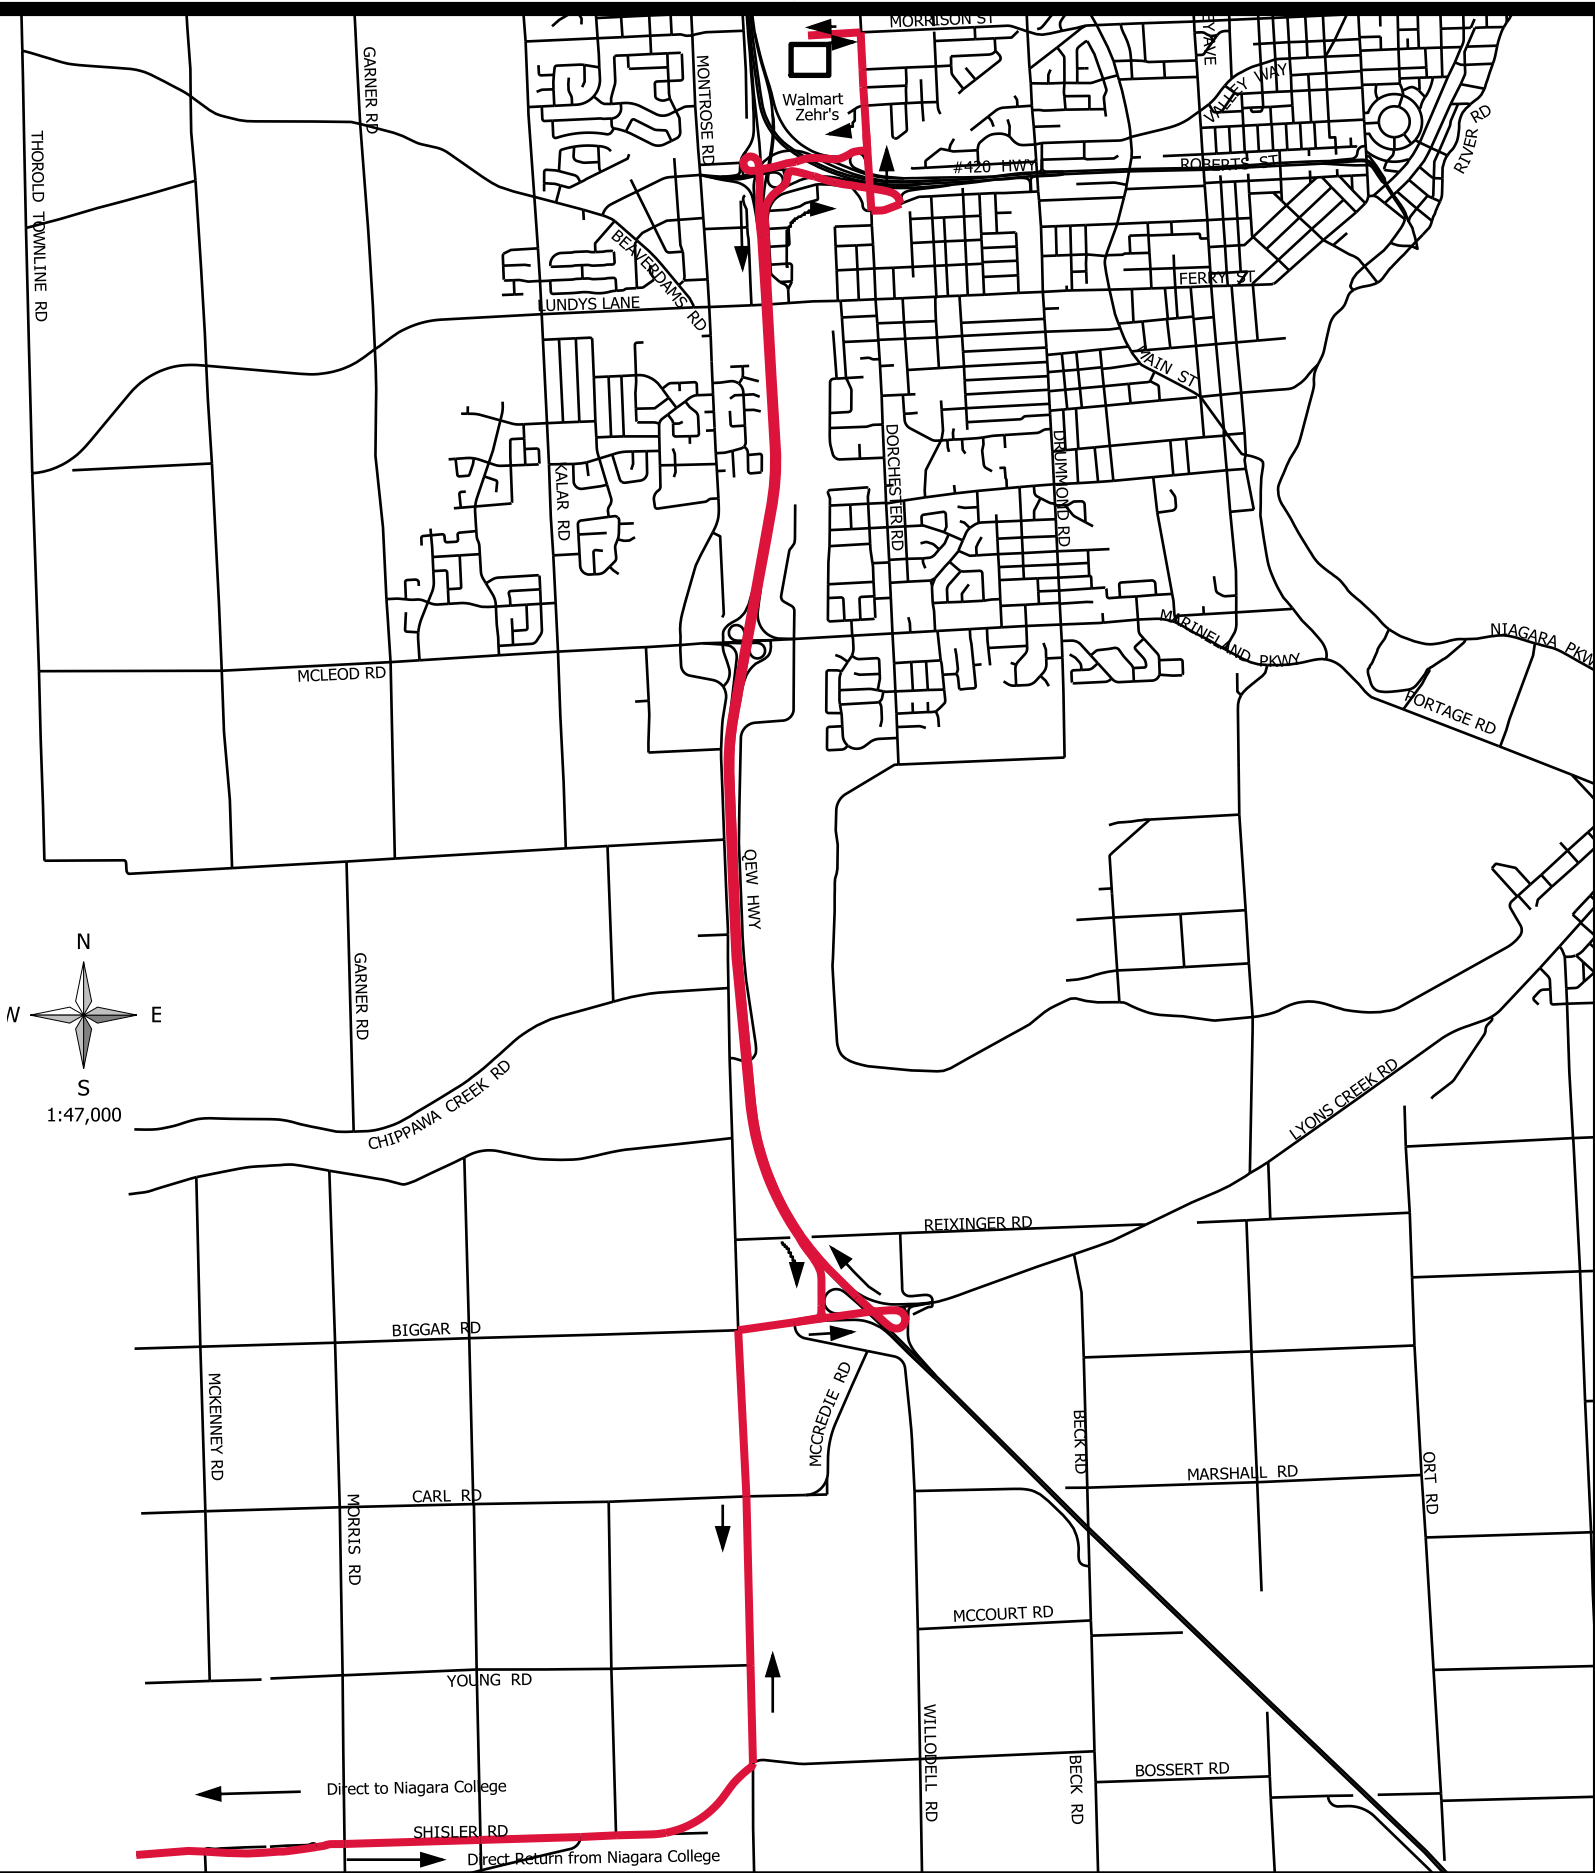 MORRISON ST
EY AVE
GARNER RD
MONTROSE RD
VALLEY WAY
Walmart
Zehr's
RIVER RD
THOROLD TOWNLINE RD
#420 HWY
ROBERTS ST
BEAVERDAMS RD
FERRY ST
LUNDYS LANE
MAIN ST
KALAR RD
DORCHESTER RD
DRUMMOND RD
MARINELAND PKWY
NIAGARA PKW
MCLEOD RD
PORTAGE RD
QEW HWY
N
W
E
S
1:47,000
GARNER RD
CHIPPAWA CREEK RD
LYONS CREEK RD
REIXINGER RD
BIGGAR RD
MCKENNEY RD
MCCREDIE RD
BECK RD
ORT RD
MARSHALL RD
CARL RD
MORRIS RD
MCCOURT RD
YOUNG RD
WILLODELL RD
BECK RD
BOSSERT RD
Direct to Niagara College
SHISLER RD
Direct Return from Niagara College